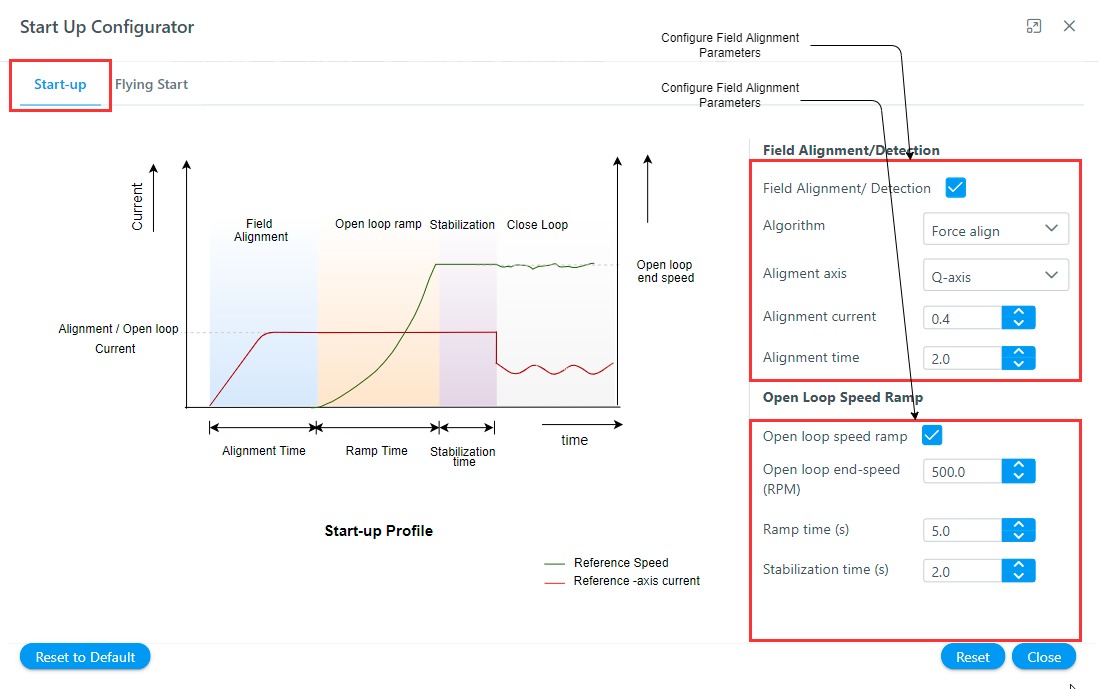 Start Up Configurator
Configure Field Alignment
Parameters
Start-up
Flying Start
Configure Field Alignment
Parameters
Current
Field
Alignment
Open loop ramp
Stabilization
Close Loop
Open loop
end speed
Alignment / Open loop
Current
Alignment Time
Ramp Time
Stabilization
time
time
Start-up Profile
Reference Speed
Reference -axis current
Field Alignment/Detection
Field Alignment/ Detection
Algorithm
Force align
Aligment axis
Q-axis
Alignment current
0.4
Alignment time
2.0
Open Loop Speed Ramp
Open loop speed ramp
Open loop end-speed
(RPM)
500.0
Ramp time (s)
5.0
Stabilization time (s)
2.0
Reset to Default
Reset
Close